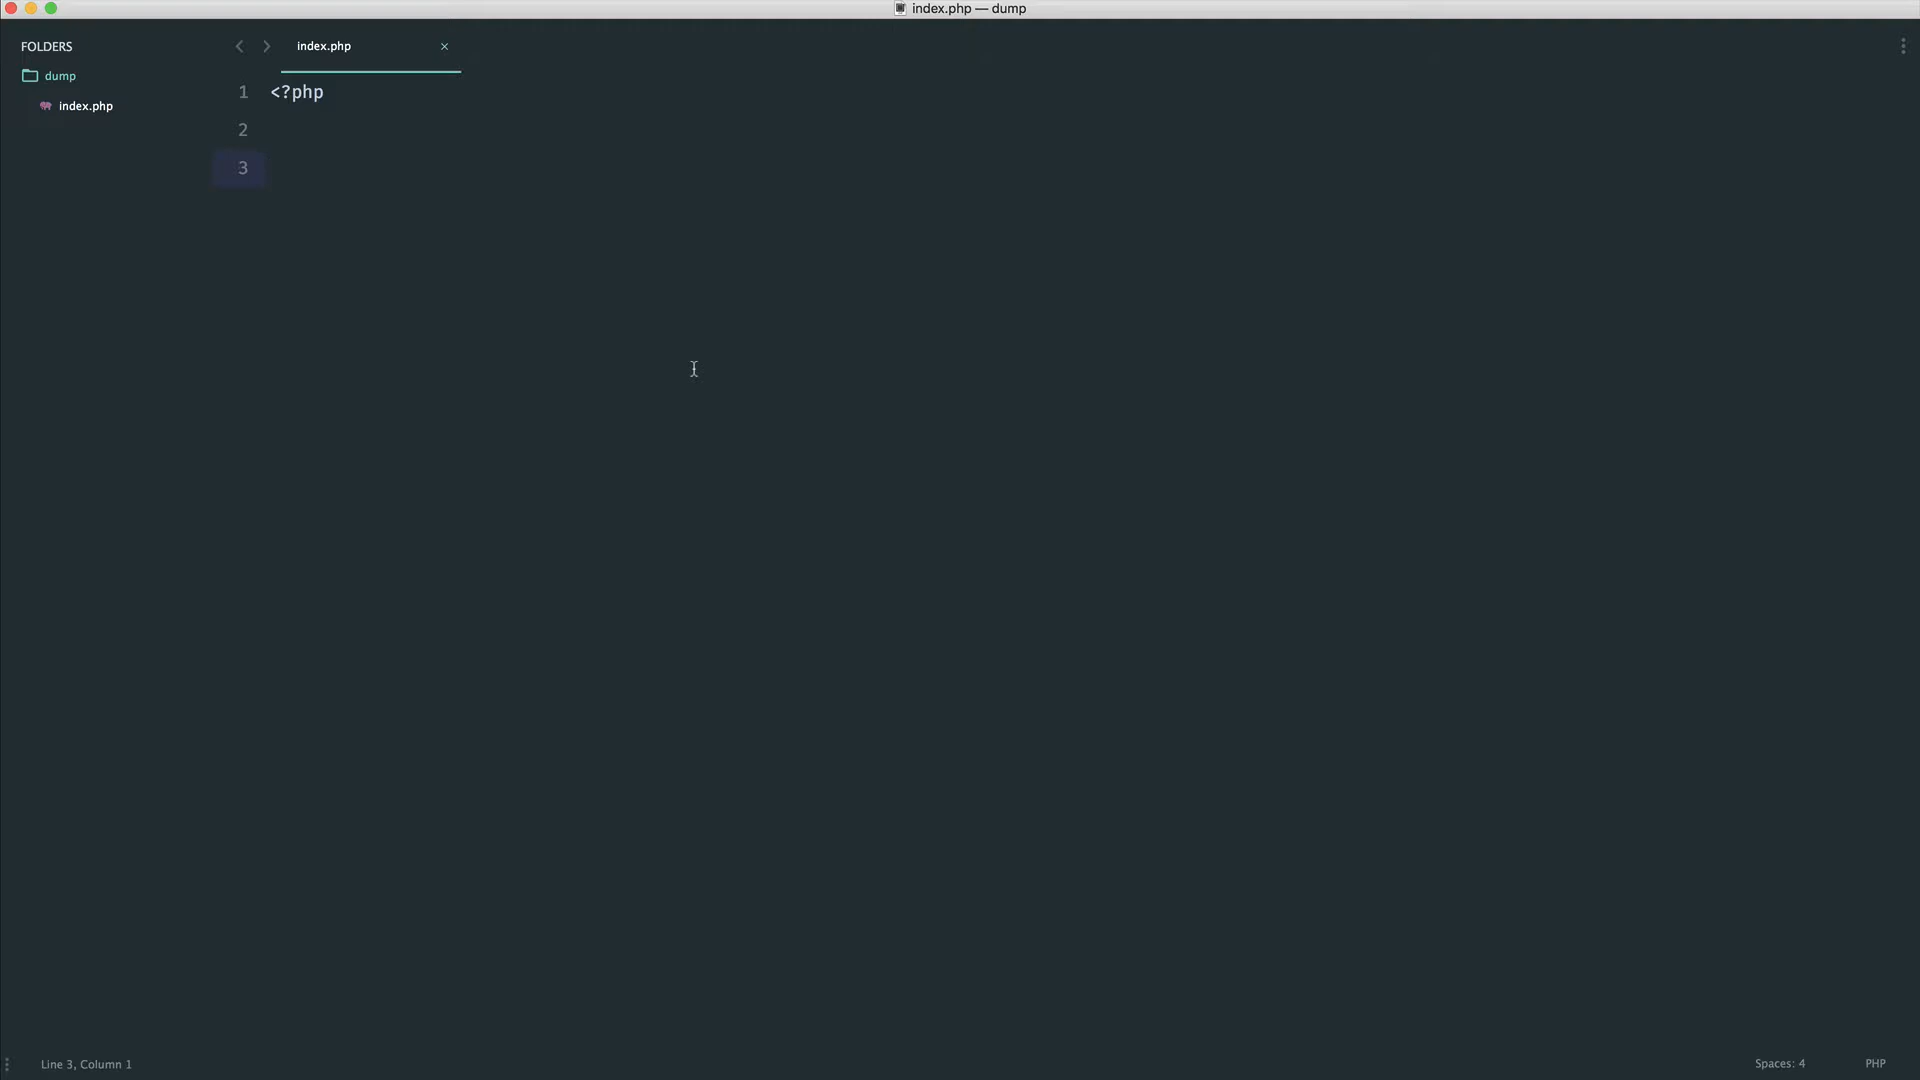 index.php — dump
FOLDERS
dump
index.php
index.php
1 <?php
2
3
Line 3, Column 1
Spaces: 4
PHP